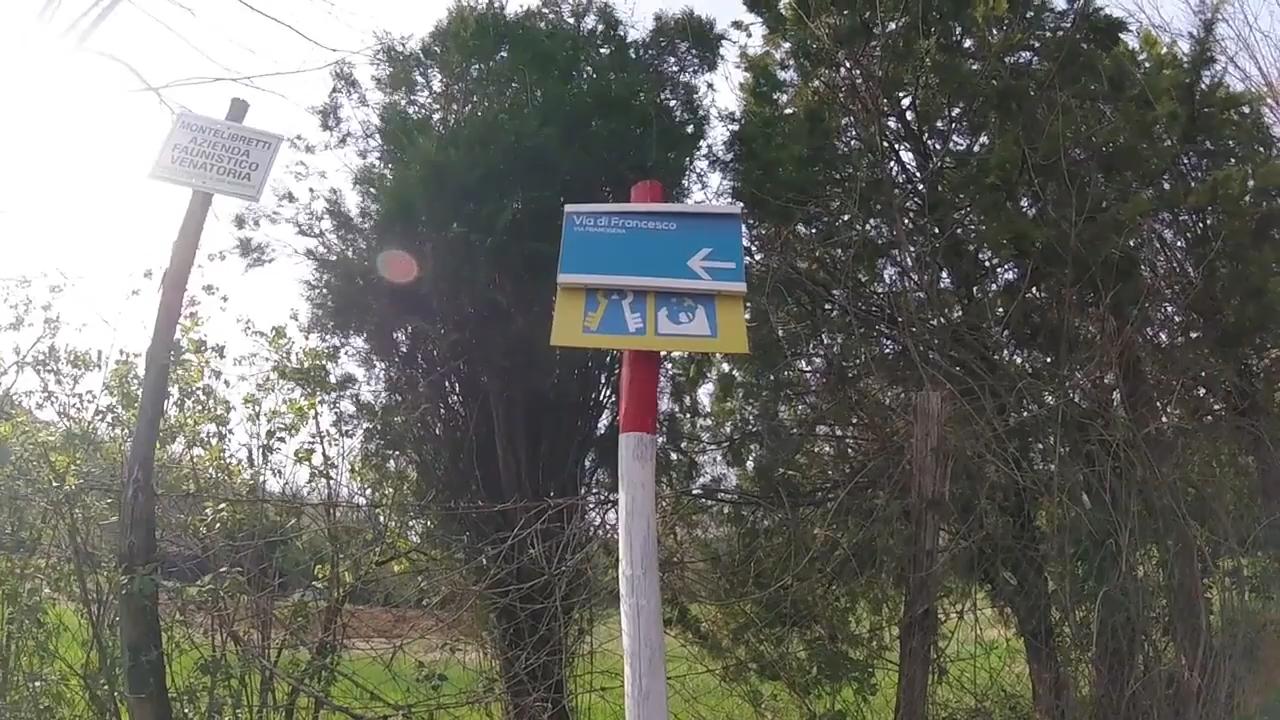 MONTELIBRETTI
AZIENDA
FAUNISTICO
VENATORIA
Via di Francesco
VIA FRANCIGENA